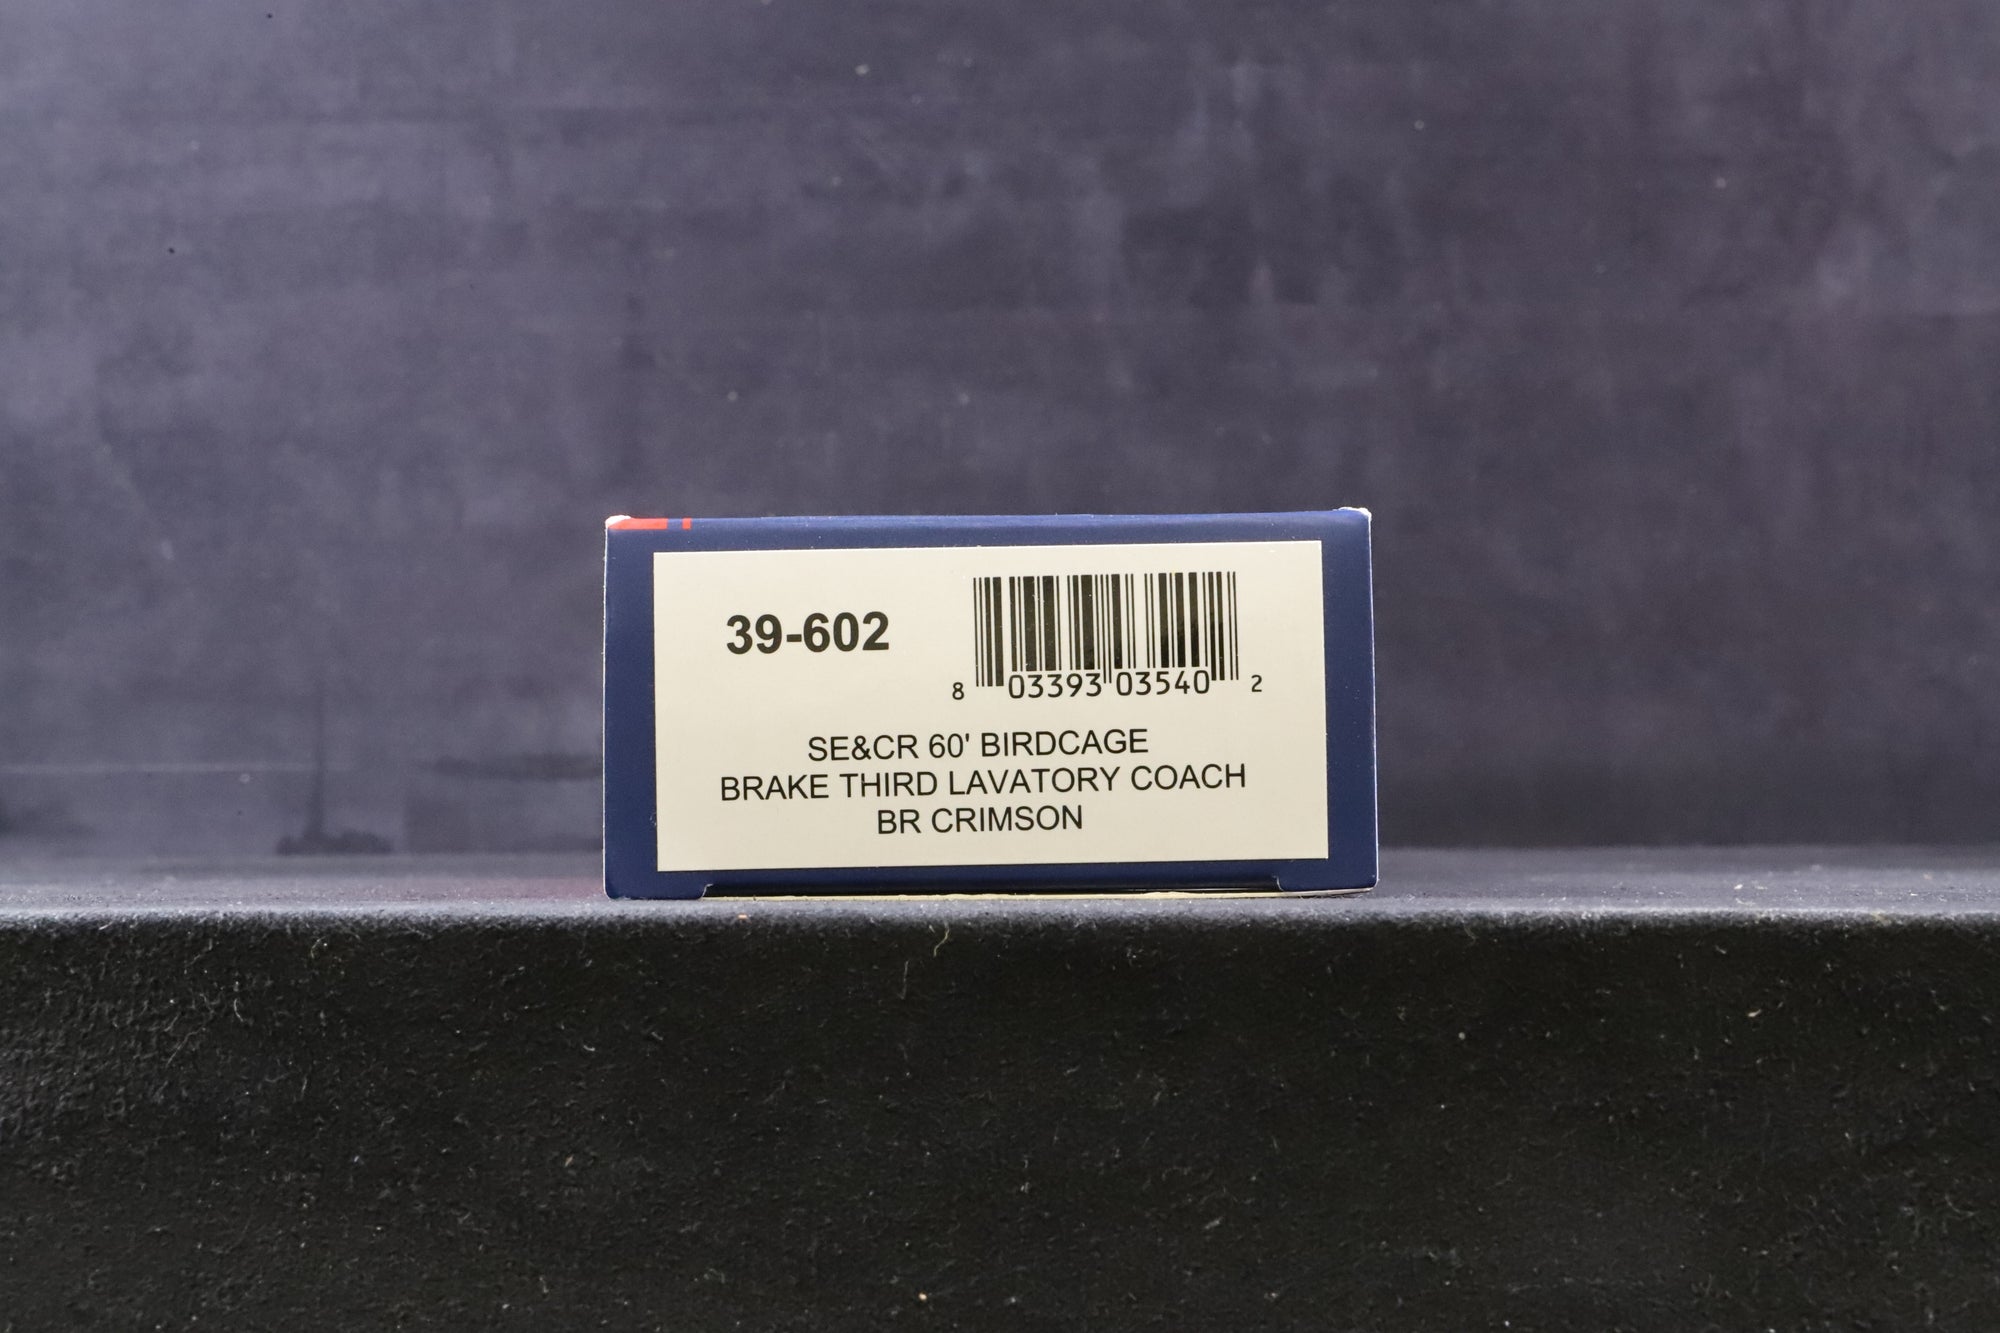 39-602
8 03393 03540 2
SE&CR 60' BIRDCAGE
BRAKE THIRD LAVATORY COACH
BR CRIMSON